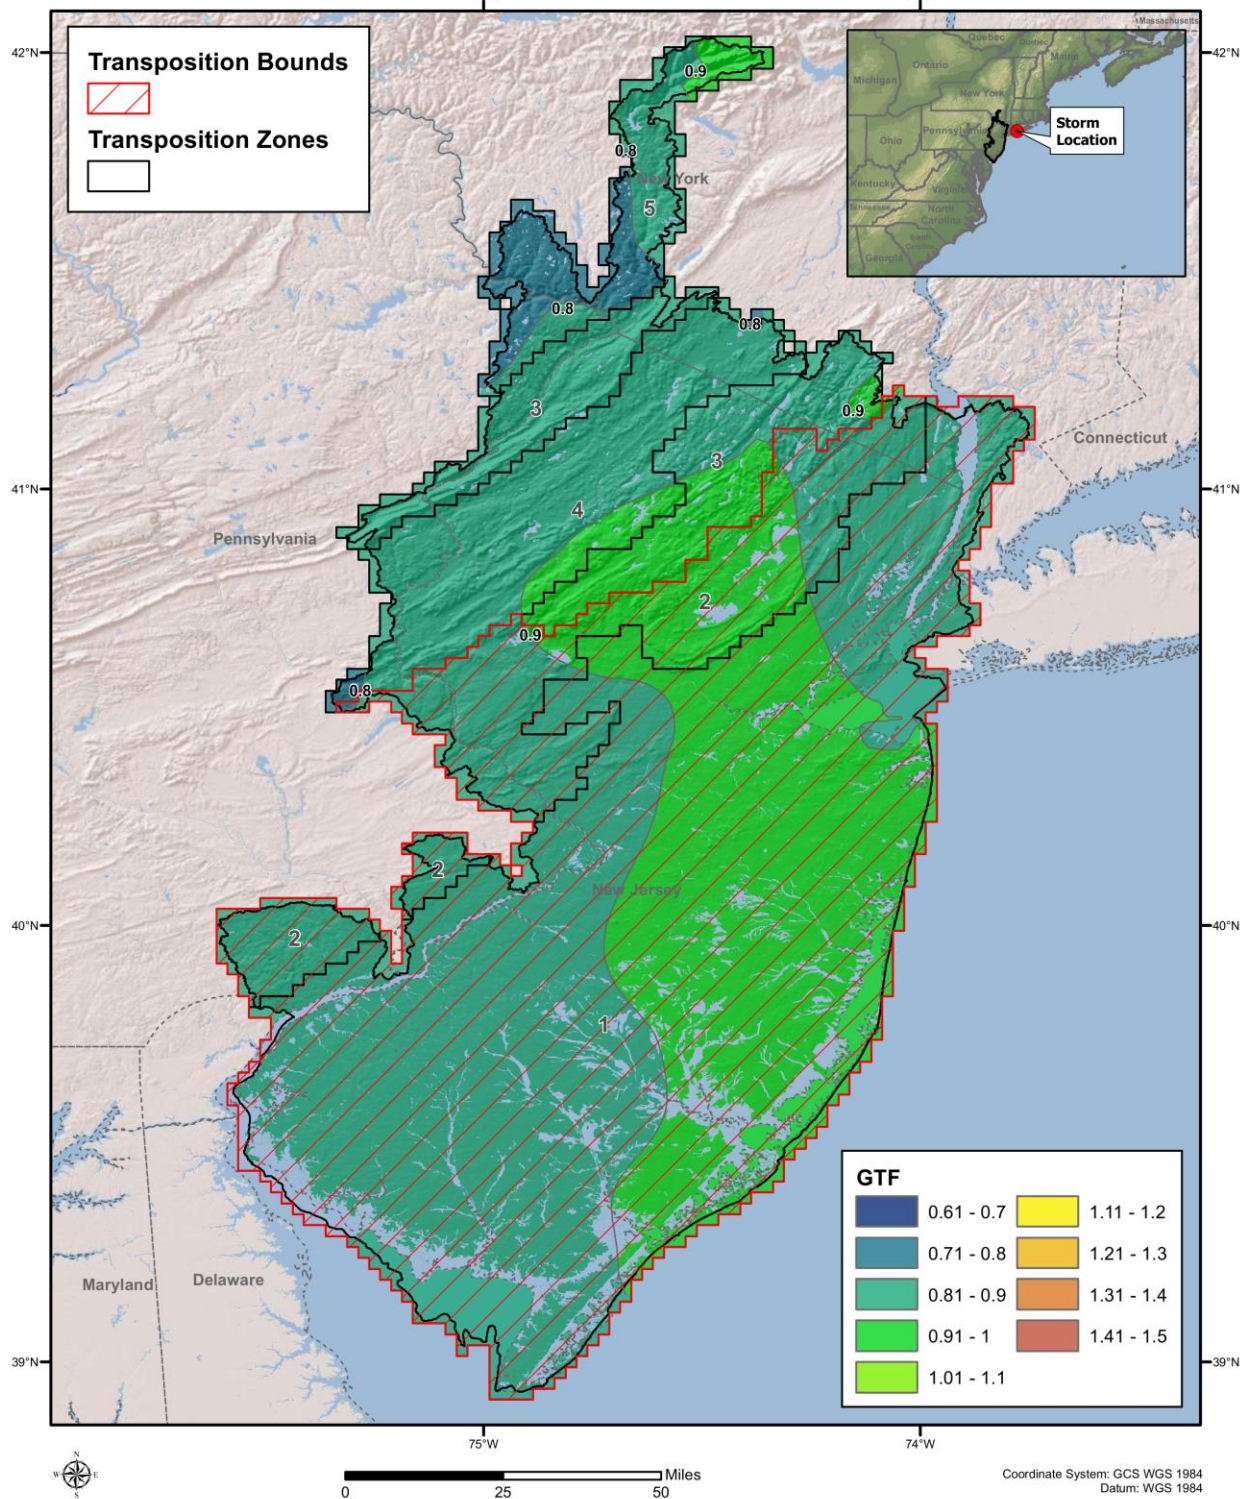 Transposition Bounds
Transposition Zones
42°N
42°N
Massachusetts
Quebec
Quebec
Maine
Ontario
Michigan
New York
Pennsylvania
Ohio
Storm
Location
Kentucky
Virginia
Tennessee
North
Carolina
South
Carolina
Georgia
0.9
0.8
New York
5
0.8
0.8
3
0.9
Connecticut
41°N
41°N
3
4
Pennsylvania
2
0.9
0.8
2
New Jersey
40°N
40°N
2
1
Maryland
Delaware
39°N
39°N
GTF
0.61 - 0.7
1.11 - 1.2
0.71 - 0.8
1.21 - 1.3
0.81 - 0.9
1.31 - 1.4
0.91 - 1
1.41 - 1.5
1.01 - 1.1
75°W
74°W
N
W
E
S
Miles
0
25
50
Coordinate System: GCS WGS 1984
Datum: WGS 1984